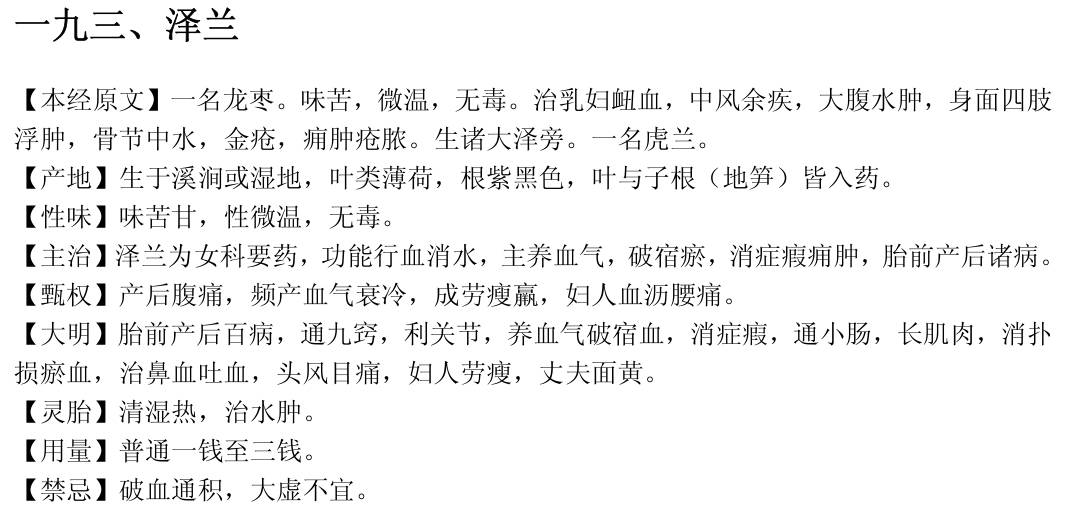 一九三、泽兰
【本经原文】一名龙枣。味苦，微温，无毒。治乳妇衄血，中风余疾，大腹水肿，身面四肢
浮肿，骨节中水，金疮，痈肿疮脓。生诸大泽旁。一名虎兰。
【产地】生于溪涧或湿地，叶类薄荷，根紫黑色，叶与子根（地笋）皆入药。
【性味】味苦甘，性微温，无毒。
【主治】泽兰为女科要药，功能行血消水，主养血气，破宿瘀，消症瘕痈肿，胎前产后诸病。
【甄权】产后腹痛，频产血气衰冷，成劳瘦羸，妇人血沥腰痛。
【大明】胎前产后百病，通九窍，利关节，养血气破宿血，消症瘕，通小肠，长肌肉，消扑
损瘀血，治鼻血吐血，头风目痛，妇人劳瘦，丈夫面黄。
【灵胎】清湿热，治水肿。
【用量】普通一钱至三钱。
【禁忌】破血通积，大虚不宜。